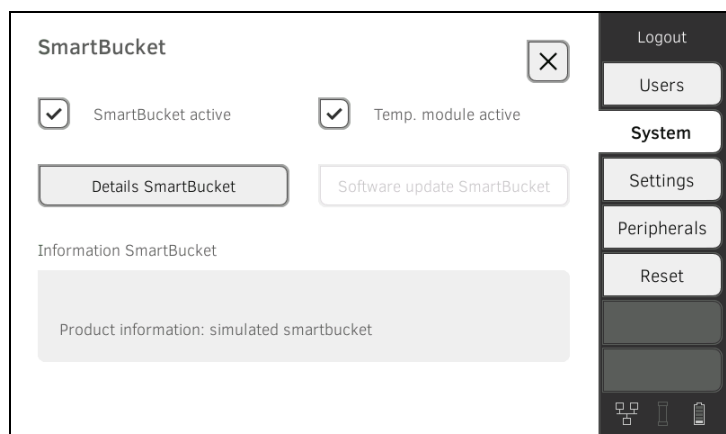 SmartBucket
SmartBucket active
Temp. module active
Details SmartBucket
Software update SmartBucket
Information SmartBucket
Product information: simulated smartbucket
Logout
Users
System
Settings
Peripherals
Reset